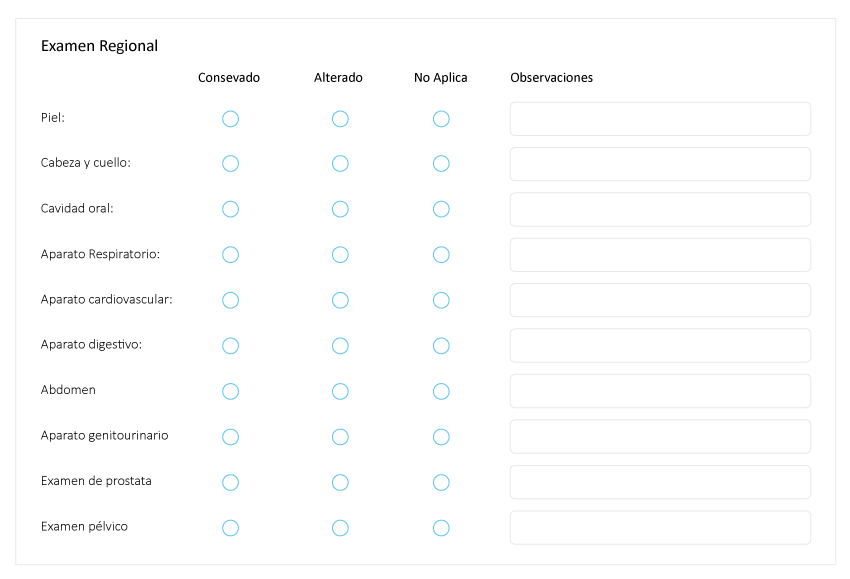 Examen Regional
Consevado Alterado No Aplica Observaciones
Piel:
Cabeza y cuello:
Cavidad oral:
Aparato Respiratorio:
Aparato cardiovascular:
Aparato digestivo:
Abdomen
Aparato genitourinario
Examen de prostata
Examen pélvico